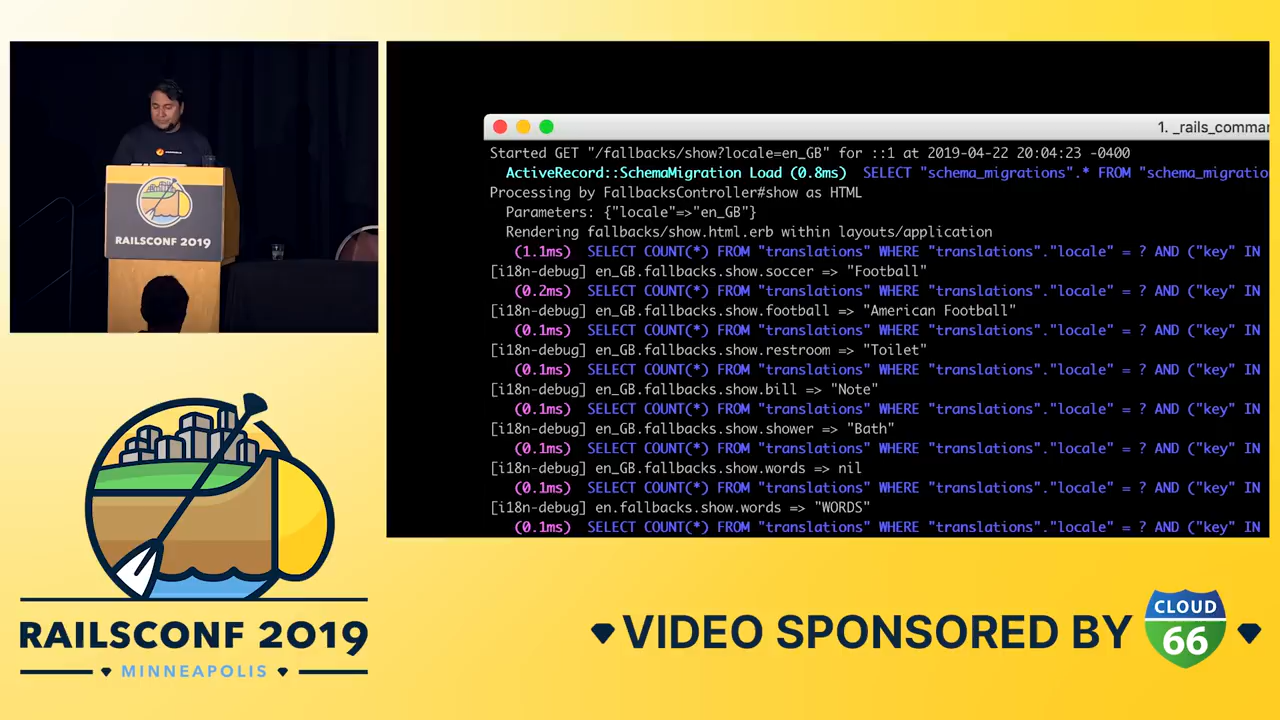 RAILSCONF 2019
1. _rails_comman
Started GET "/fallbacks/show?locale=en_GB" for ::1 at 2019-04-22 20:04:23 -0400
ActiveRecord::SchemaMigration Load (0.8ms) SELECT "schema_migrations".* FROM "schema_migratio
Processing by FallbacksController#show as HTML
Parameters: {"locale"=>"en_GB"}
Rendering fallbacks/show.html.erb within layouts/application
(1.1ms) SELECT COUNT(*) FROM "translations" WHERE "translations"."locale" = ? AND ("key" IN
[i18n-debug] en_GB.fallbacks.show.soccer => "Football"
(0.2ms) SELECT COUNT(*) FROM "translations" WHERE "translations"."locale" = ? AND ("key" IN
[i18n-debug] en_GB.fallbacks.show.football => "American Football"
(0.1ms) SELECT COUNT(*) FROM "translations" WHERE "translations"."locale" = ? AND ("key" IN
[i18n-debug] en_GB.fallbacks.show.restroom => "Toilet"
(0.1ms) SELECT COUNT(*) FROM "translations" WHERE "translations"."locale" = ? AND ("key" IN
[i18n-debug] en_GB.fallbacks.show.bill => "Note"
(0.1ms) SELECT COUNT(*) FROM "translations" WHERE "translations"."locale" = ? AND ("key" IN
[i18n-debug] en_GB.fallbacks.show.shower => "Bath"
(0.1ms) SELECT COUNT(*) FROM "translations" WHERE "translations"."locale" = ? AND ("key" IN
[i18n-debug] en_GB.fallbacks.show.words => nil
(0.1ms) SELECT COUNT(*) FROM "translations" WHERE "translations"."locale" = ? AND ("key" IN
[i18n-debug] en.fallbacks.show.words => "WORDS"
(0.1ms) SELECT COUNT(*) FROM "translations" WHERE "translations"."locale" = ? AND ("key" IN
RAILSCONF 2019
MINNEAPOLIS
VIDEO SPONSORED BY
CLOUD
66